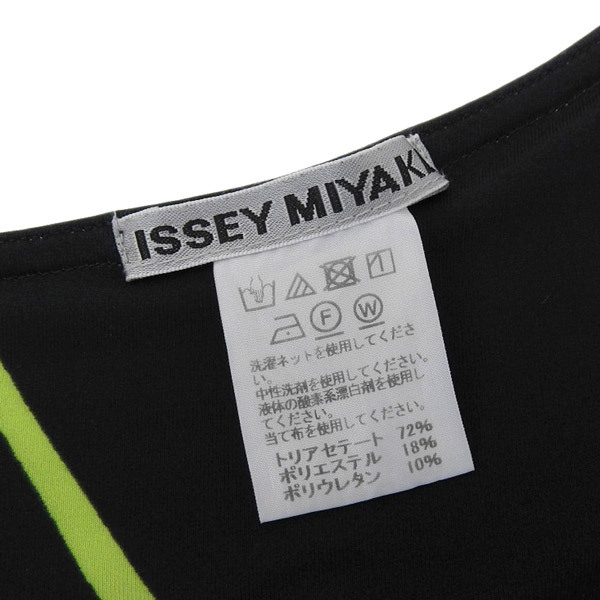 ISSEY MIYAKE
F W
洗濯ネットを使用してくださ
い。
中性洗剤を使用してください。
液体の酸素系漂白剤を使用し
てください。
当て布を使用してください。
トリアセテート 72%
ポリエステル 18%
ポリウレタン 10%